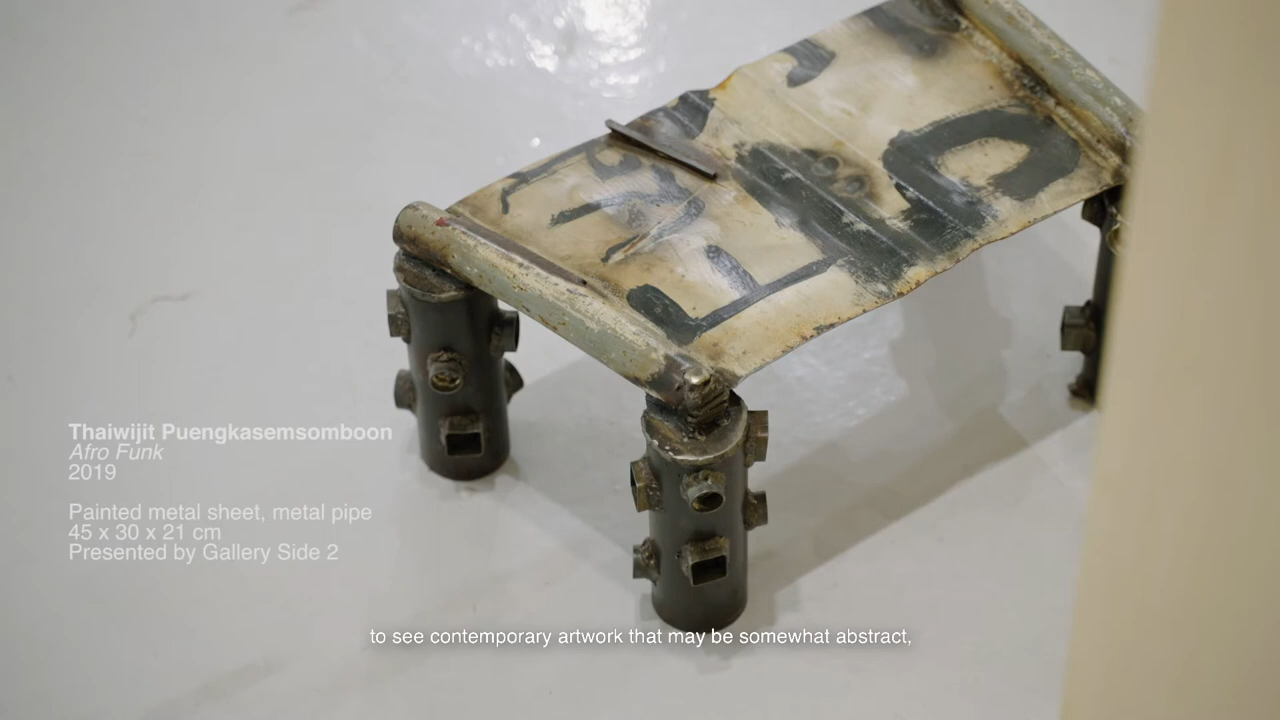 Thaiwijit Puengkasemsomboon
Afro Funk
2019
Painted metal sheet, metal pipe
45 x 30 x 21 cm
Presented by Gallery Side 2
to see contemporary artwork that may be somewhat abstract,